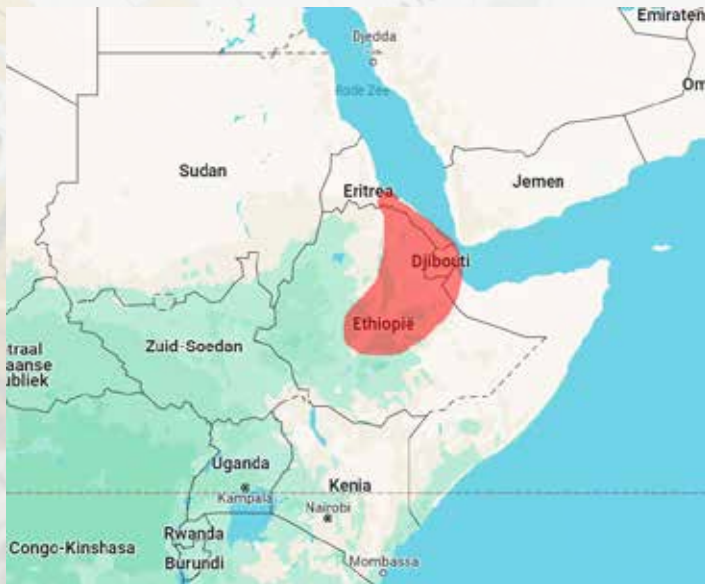 Emiraten
Djedda
Om
Rode Zee
Sudan
Eritrea
Jemen
Djibouti
Ethiopië
Zuid-Soedan
traal
aanse
ubliek
Uganda
Kampala
Kenia
Nairobi
Rwanda
Congo-Kinshasa
Burundi
Mombassa